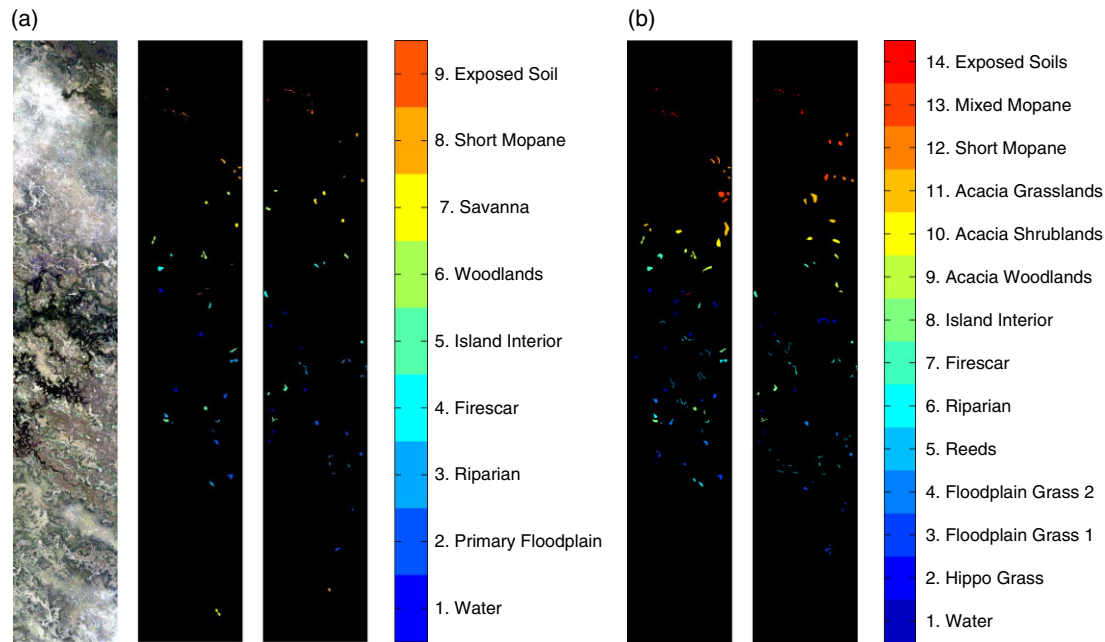 (a)
9. Exposed Soil
8. Short Mopane
7. Savanna
6. Woodlands
5. Island Interior
4. Firescar
3. Riparian
2. Primary Floodplain
1. Water
(b)
14. Exposed Soils
13. Mixed Mopane
12. Short Mopane
11. Acacia Grasslands
10. Acacia Shrublands
9. Acacia Woodlands
8. Island Interior
7. Firescar
6. Riparian
5. Reeds
4. Floodplain Grass 2
3. Floodplain Grass 1
2. Hippo Grass
1. Water